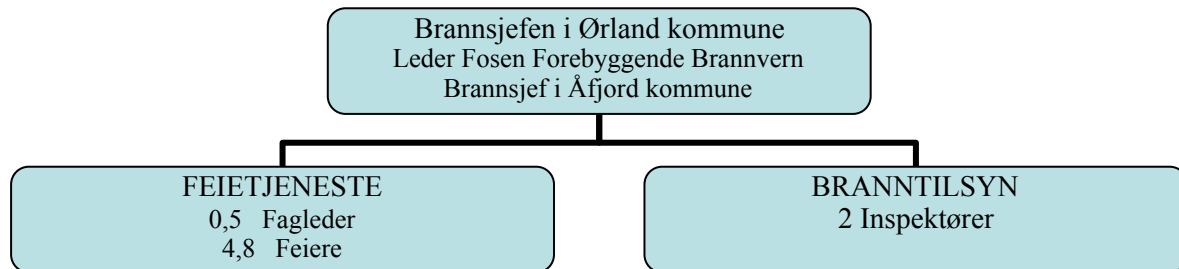 Brannsjefen i Ørland kommune
Leder Fosen Forebyggende Brannvern
Brannsjef i Åfjord kommune
FEIETJENESTE
0,5 Fagleder
4,8 Feiere
BRANNTILSYN
2 Inspektører